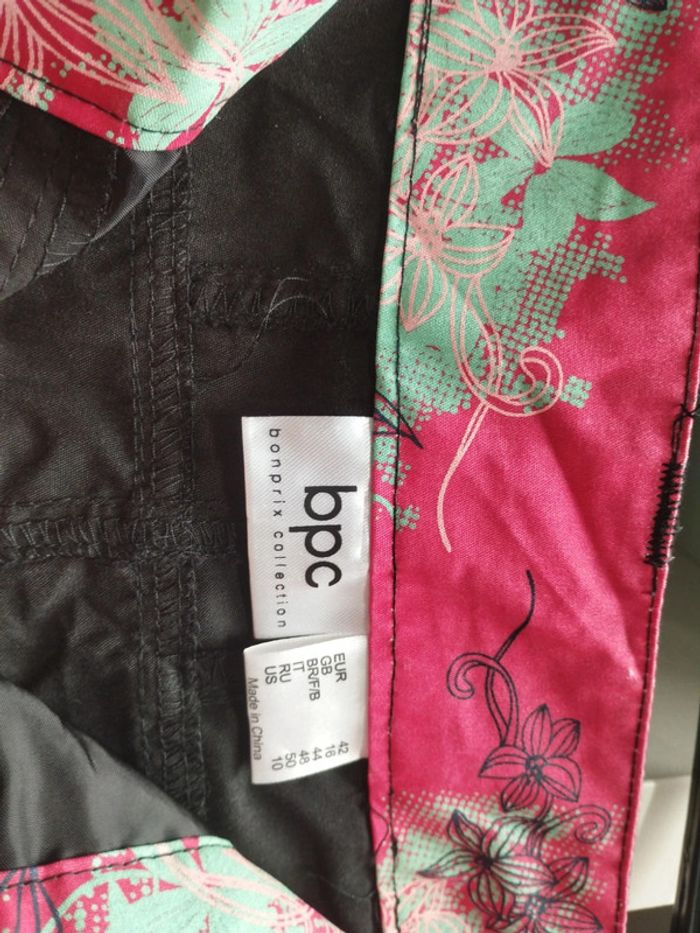 bpc
bonprix collection
EUR 42
GB 16
BR/F/B 44
IT 48
RU 50
US 10
Made in China